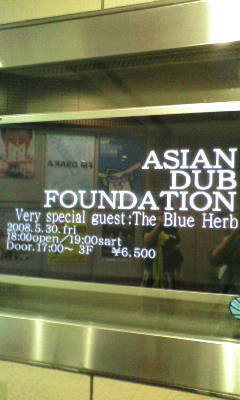 ASIAN
DUB
FOUNDATION
Very special guest:The Blue Herb
2008.5.30.fri
18:00open/19:00sart
Door.17:00～ 3F ¥6,500